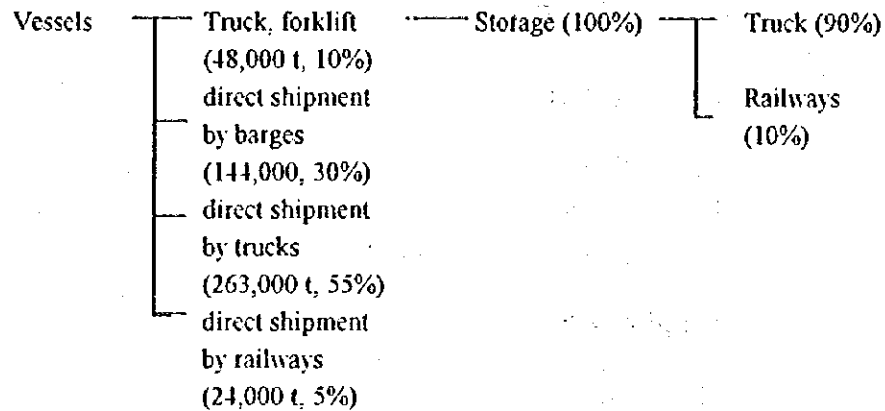 Vessels Truck, forklift Storage (100%) Truck (90%)
(48,000 t, 10%)
direct shipment Railways
by barges (10%)
(144,000, 30%)
direct shipment
by trucks
(263,000 t, 55%)
direct shipment
by railways
(24,000 t, 5%)